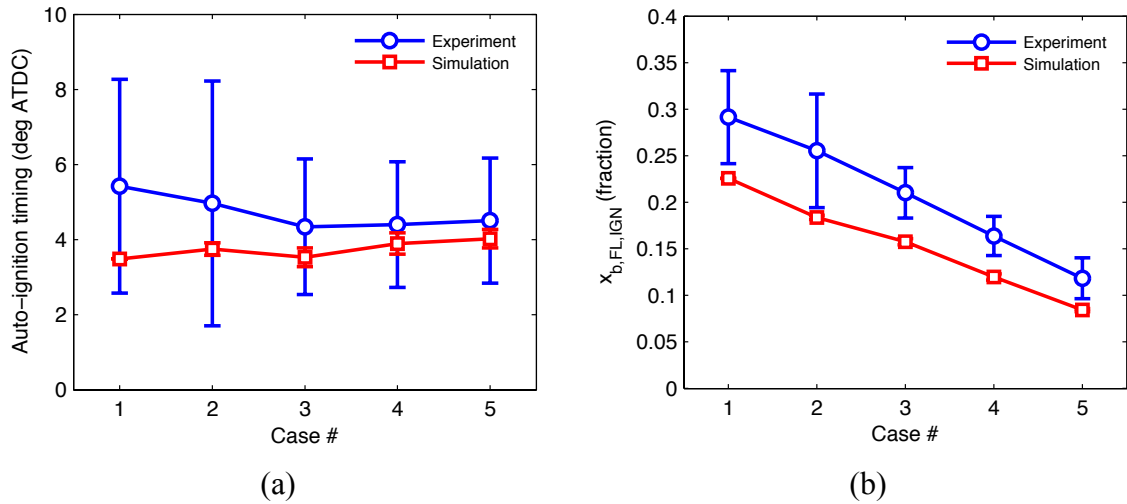 10
8
6
4
2
0
Auto-ignition timing (deg ATDC)
Experiment
Simulation
1 2 3 4 5
Case #
(a)
0.4
0.35
0.3
0.25
0.2
0.15
0.1
0.05
0
x_b,FL,IGN (fraction)
Experiment
Simulation
1 2 3 4 5
Case #
(b)